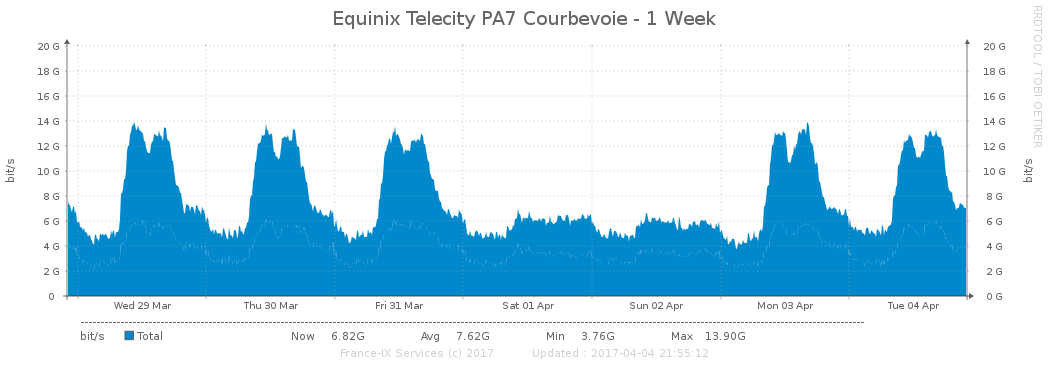 Equinix Telecity PA7 Courbevoie - 1 Week
RRDTOOL / TOBI OETIKER
20 G 20 G
18 G 18 G
16 G 16 G
14 G 14 G
12 G 12 G
10 G 10 G
8 G 8 G
6 G 6 G
4 G 4 G
2 G 2 G
0 0 G
bit/s bit/s
Wed 29 Mar Thu 30 Mar Fri 31 Mar Sat 01 Apr Sun 02 Apr Mon 03 Apr Tue 04 Apr
bit/s Total Now 6.82G Avg 7.62G Min 3.76G Max 13.90G
France-IX Services (c) 2017 Updated : 2017-04-04 21:55:12